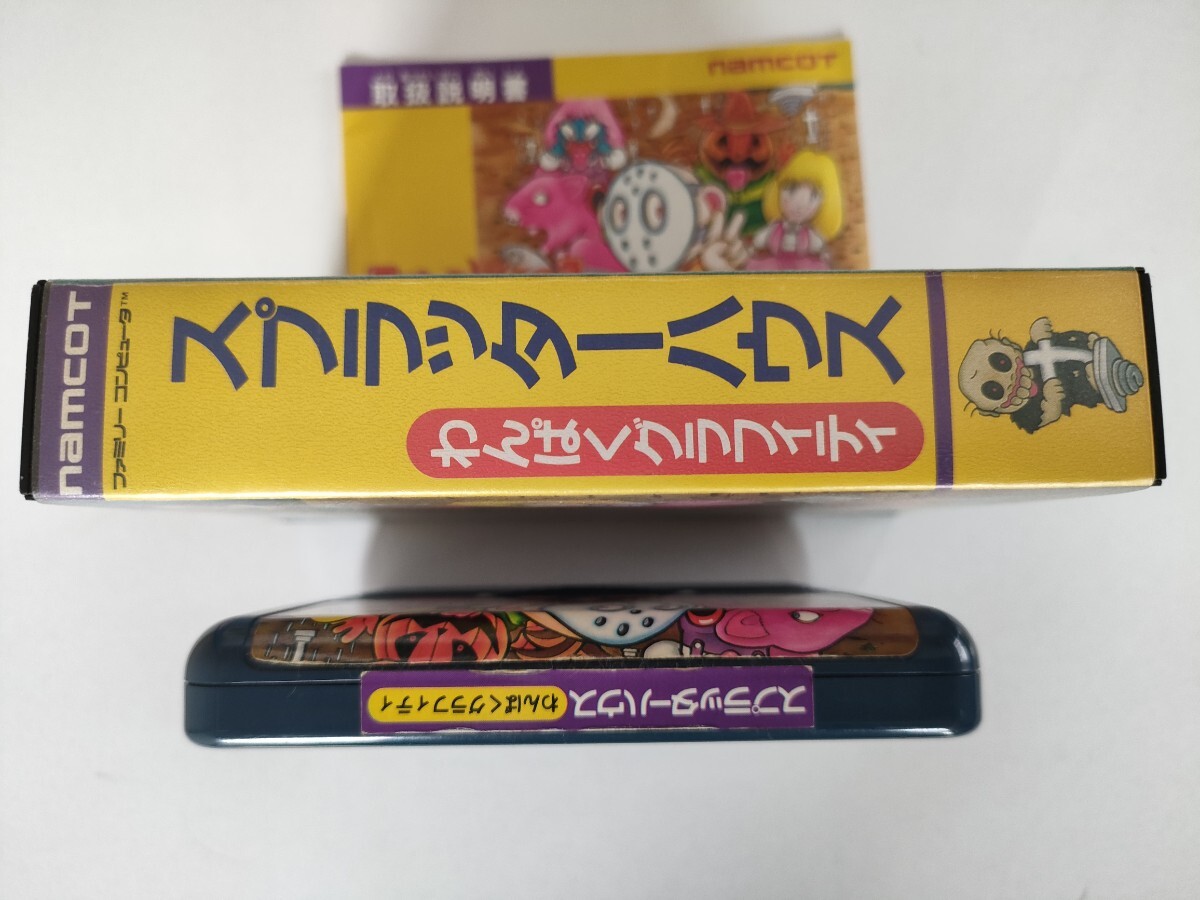 取扱説明書
namcoT
namcoT
ファミリー コンピュータ™
スプラッターハウス
わんぱくグラフィティ
スプラッターハウス
わんぱくグラフィティ